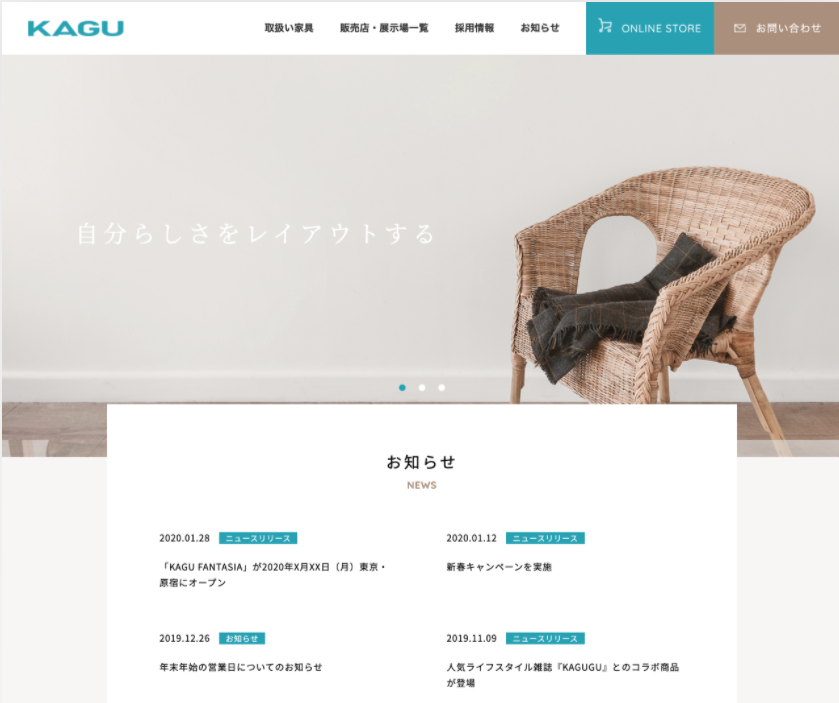 KAGU
取扱い家具
販売店・展示場一覧
採用情報
お知らせ
ONLINE STORE
お問い合わせ
自分らしさをレイアウトする
お知らせ
NEWS
2020.01.28 ニュースリリース
「KAGU FANTASIA」が2020年X月XX日（月）東京・
原宿にオープン
2020.01.12 ニュースリリース
新春キャンペーンを実施
2019.12.26 お知らせ
年末年始の営業日についてのお知らせ
2019.11.09 ニュースリリース
人気ライフスタイル雑誌『KAGUGU』とのコラボ商品
が登場